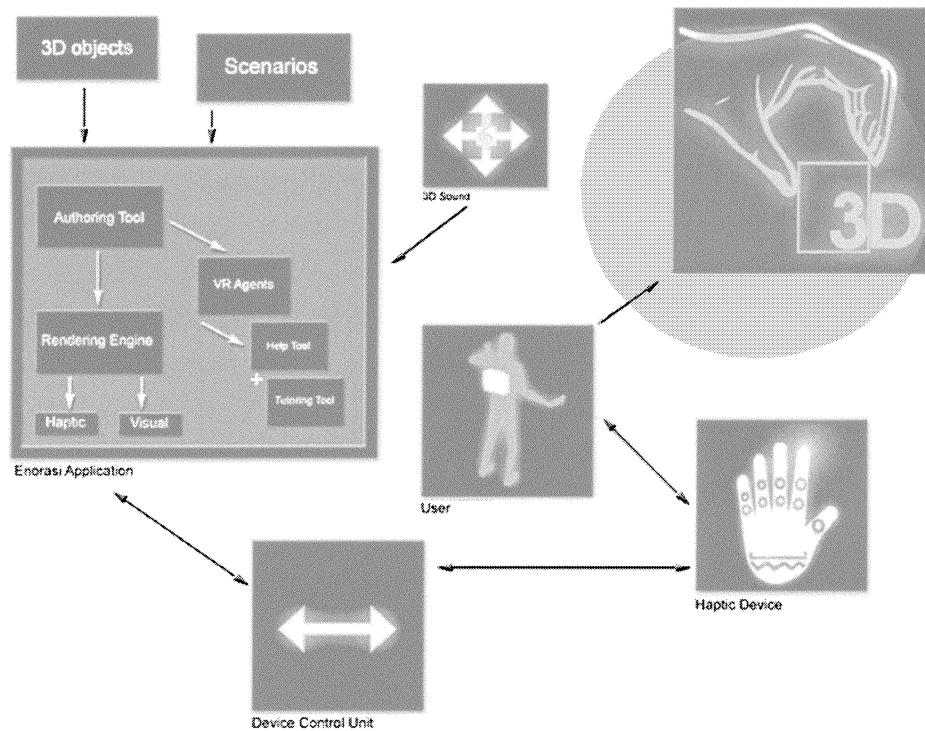 3D objects
Scenarios
3D Sound
3D
Authoring Tool
VR Agents
Rendering Engine
Help Tool
+
Tutoring Tool
Haptic
Visual
Enorasi Application
User
Haptic Device
Device Control Unit